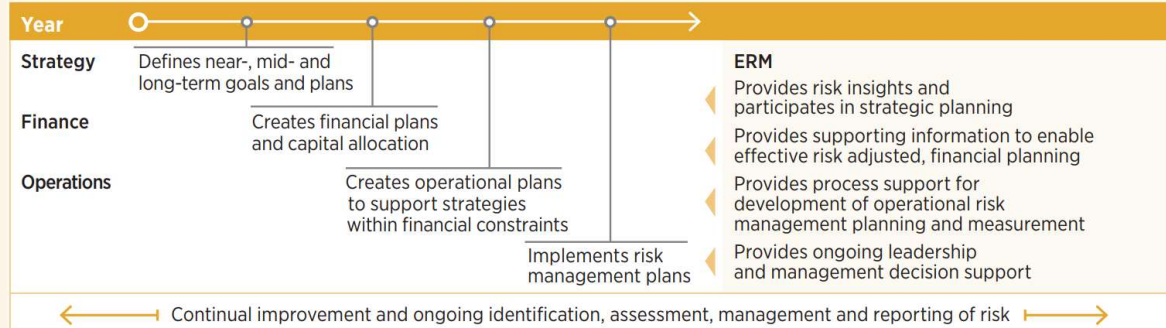 Year
Strategy
Defines near-, mid- and
long-term goals and plans
Finance
Creates financial plans
and capital allocation
Operations
Creates operational plans
to support strategies
within financial constraints
Implements risk
management plans
ERM
Provides risk insights and
participates in strategic planning
Provides supporting information to enable
effective risk adjusted, financial planning
Provides process support for
development of operational risk
management planning and measurement
Provides ongoing leadership
and management decision support
Continual improvement and ongoing identification, assessment, management and reporting of risk